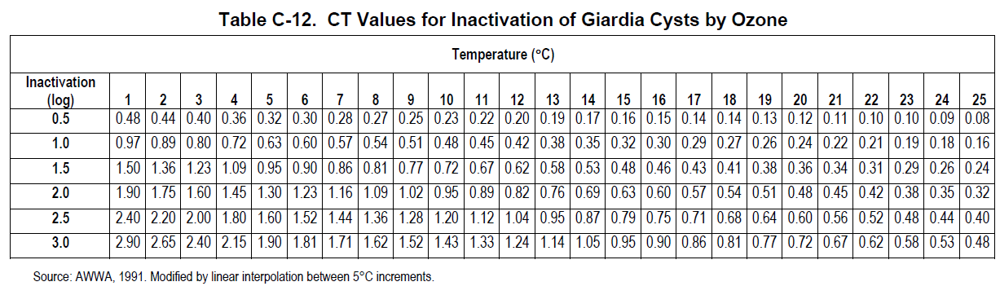 Table C-12. CT Values for Inactivation of Giardia Cysts by Ozone
Temperature (°C)
Inactivation
(log) 1 2 3 4 5 6 7 8 9 10 11 12 13 14 15 16 17 18 19 20 21 22 23 24 25
0.5 0.48 0.44 0.40 0.36 0.32 0.30 0.28 0.27 0.25 0.23 0.22 0.20 0.19 0.17 0.16 0.15 0.14 0.14 0.13 0.12 0.11 0.10 0.10 0.09 0.08
1.0 0.97 0.89 0.80 0.72 0.63 0.60 0.57 0.54 0.51 0.48 0.45 0.42 0.38 0.35 0.32 0.30 0.29 0.27 0.26 0.24 0.22 0.21 0.19 0.18 0.16
1.5 1.50 1.36 1.23 1.09 0.95 0.90 0.86 0.81 0.77 0.72 0.67 0.62 0.58 0.53 0.48 0.46 0.43 0.41 0.38 0.36 0.34 0.31 0.29 0.26 0.24
2.0 1.90 1.75 1.60 1.45 1.30 1.23 1.16 1.09 1.02 0.95 0.89 0.82 0.76 0.69 0.63 0.60 0.57 0.54 0.51 0.48 0.45 0.42 0.38 0.35 0.32
2.5 2.40 2.20 2.00 1.80 1.60 1.52 1.44 1.36 1.28 1.20 1.12 1.04 0.95 0.87 0.79 0.75 0.71 0.68 0.64 0.60 0.56 0.52 0.48 0.44 0.40
3.0 2.90 2.65 2.40 2.15 1.90 1.81 1.71 1.62 1.52 1.43 1.33 1.24 1.14 1.05 0.95 0.90 0.86 0.81 0.77 0.72 0.67 0.62 0.58 0.53 0.48
Source: AWWA, 1991. Modified by linear interpolation between 5°C increments.